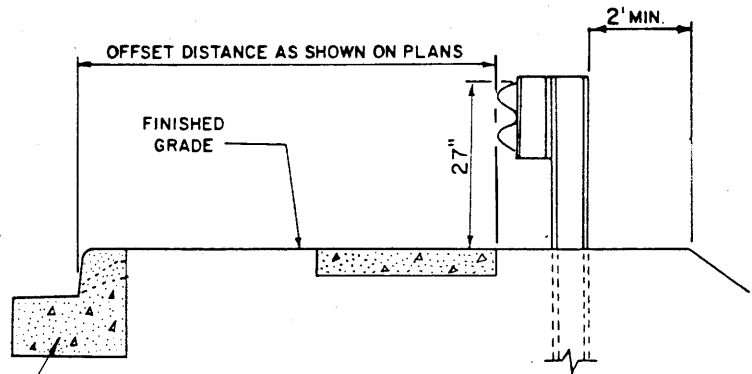 2' MIN.
OFFSET DISTANCE AS SHOWN ON PLANS
FINISHED
GRADE
27"